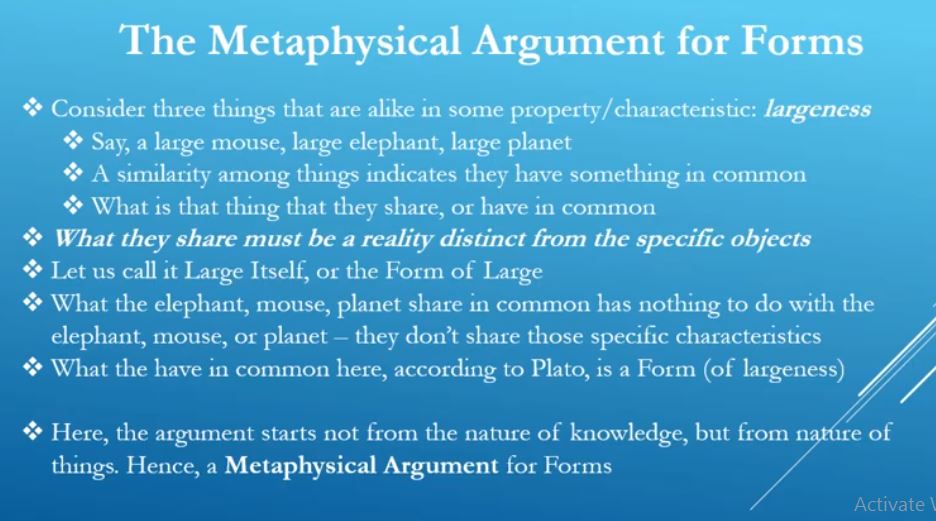 The Metaphysical Argument for Forms
❖ Consider three things that are alike in some property/characteristic: largeness
❖ Say, a large mouse, large elephant, large planet
❖ A similarity among things indicates they have something in common
❖ What is that thing that they share, or have in common
❖ What they share must be a reality distinct from the specific objects
❖ Let us call it Large Itself, or the Form of Large
❖ What the elephant, mouse, planet share in common has nothing to do with the
elephant, mouse, or planet – they don't share those specific characteristics
❖ What the have in common here, according to Plato, is a Form (of largeness)
❖ Here, the argument starts not from the nature of knowledge, but from nature of
things. Hence, a Metaphysical Argument for Forms
Activate